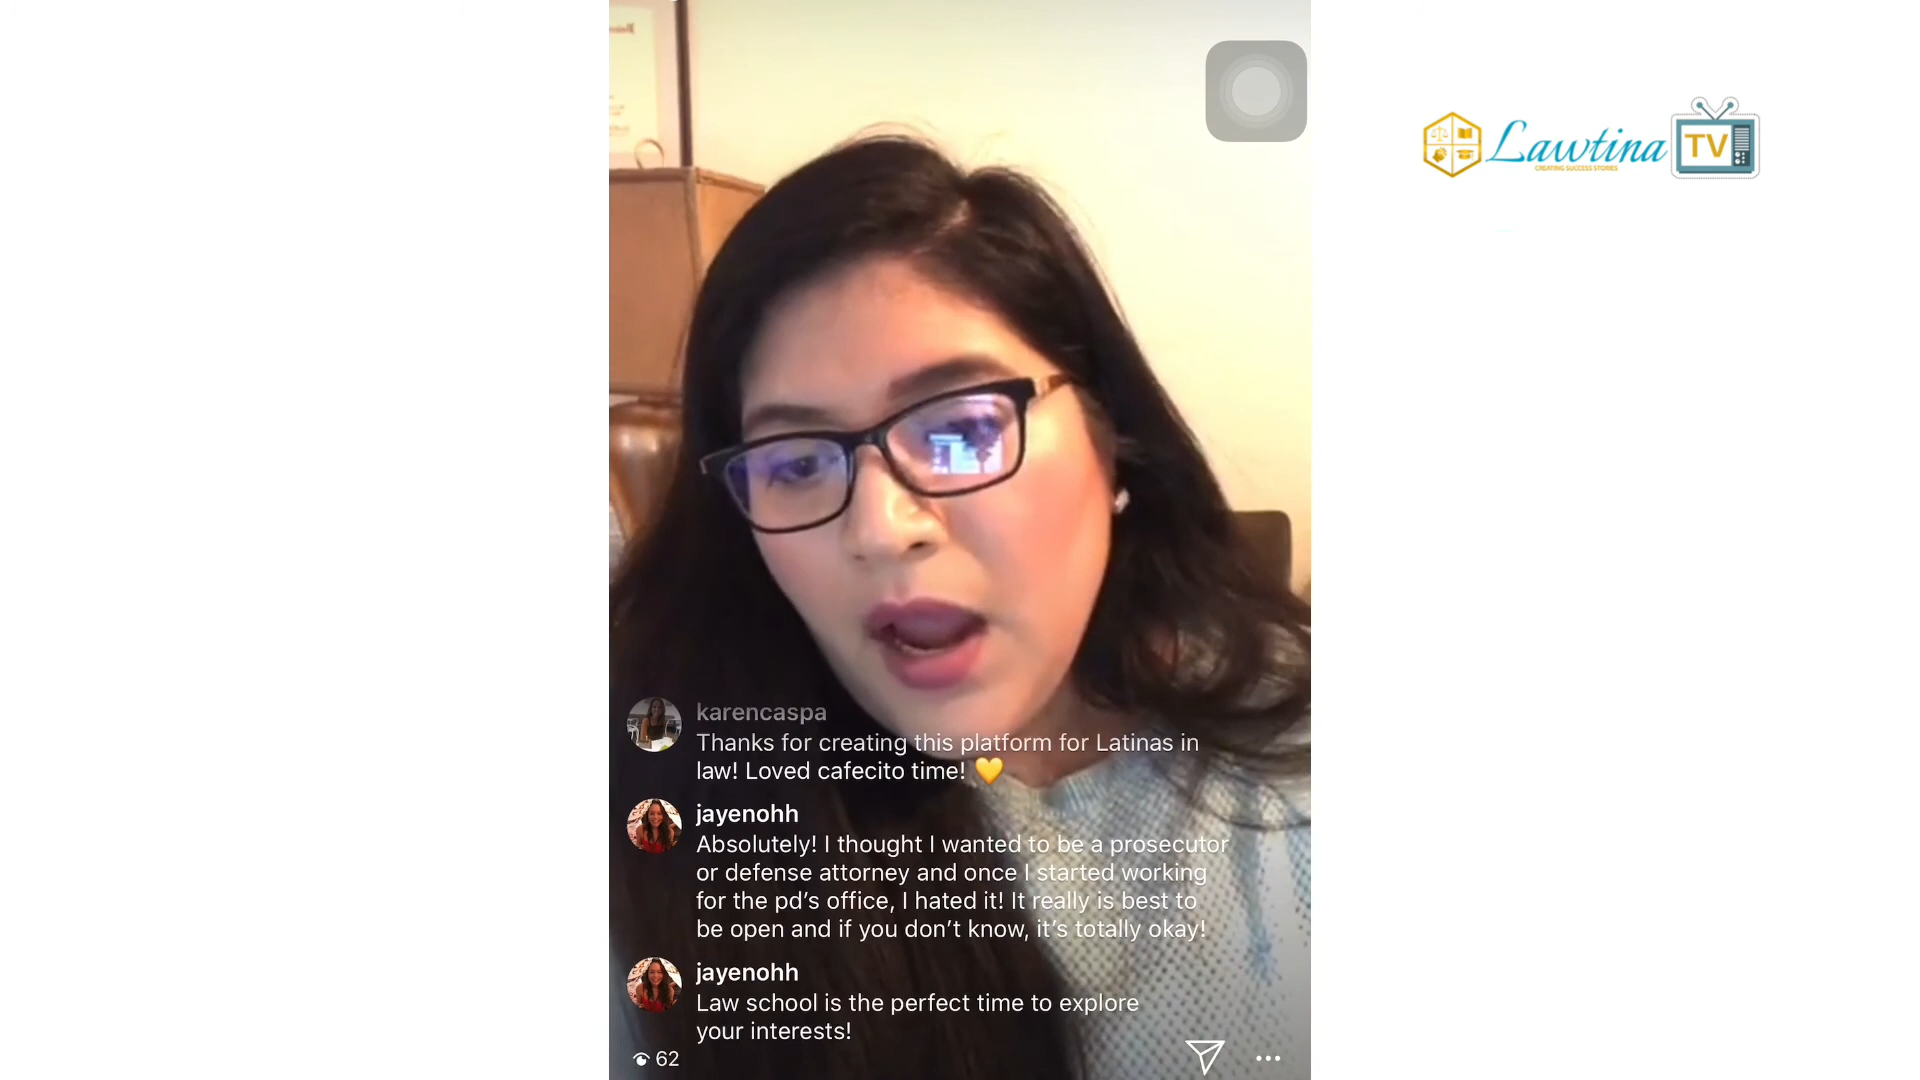 Lawtina TV
CREATING SUCCESS STORIES
karencaspa
Thanks for creating this platform for Latinas in
law! Loved cafecito time! 💛
jayenohh
Absolutely! I thought I wanted to be a prosecutor
or defense attorney and once I started working
for the pd’s office, I hated it! It really is best to
be open and if you don’t know, it’s totally okay!
jayenohh
Law school is the perfect time to explore
your interests!
62